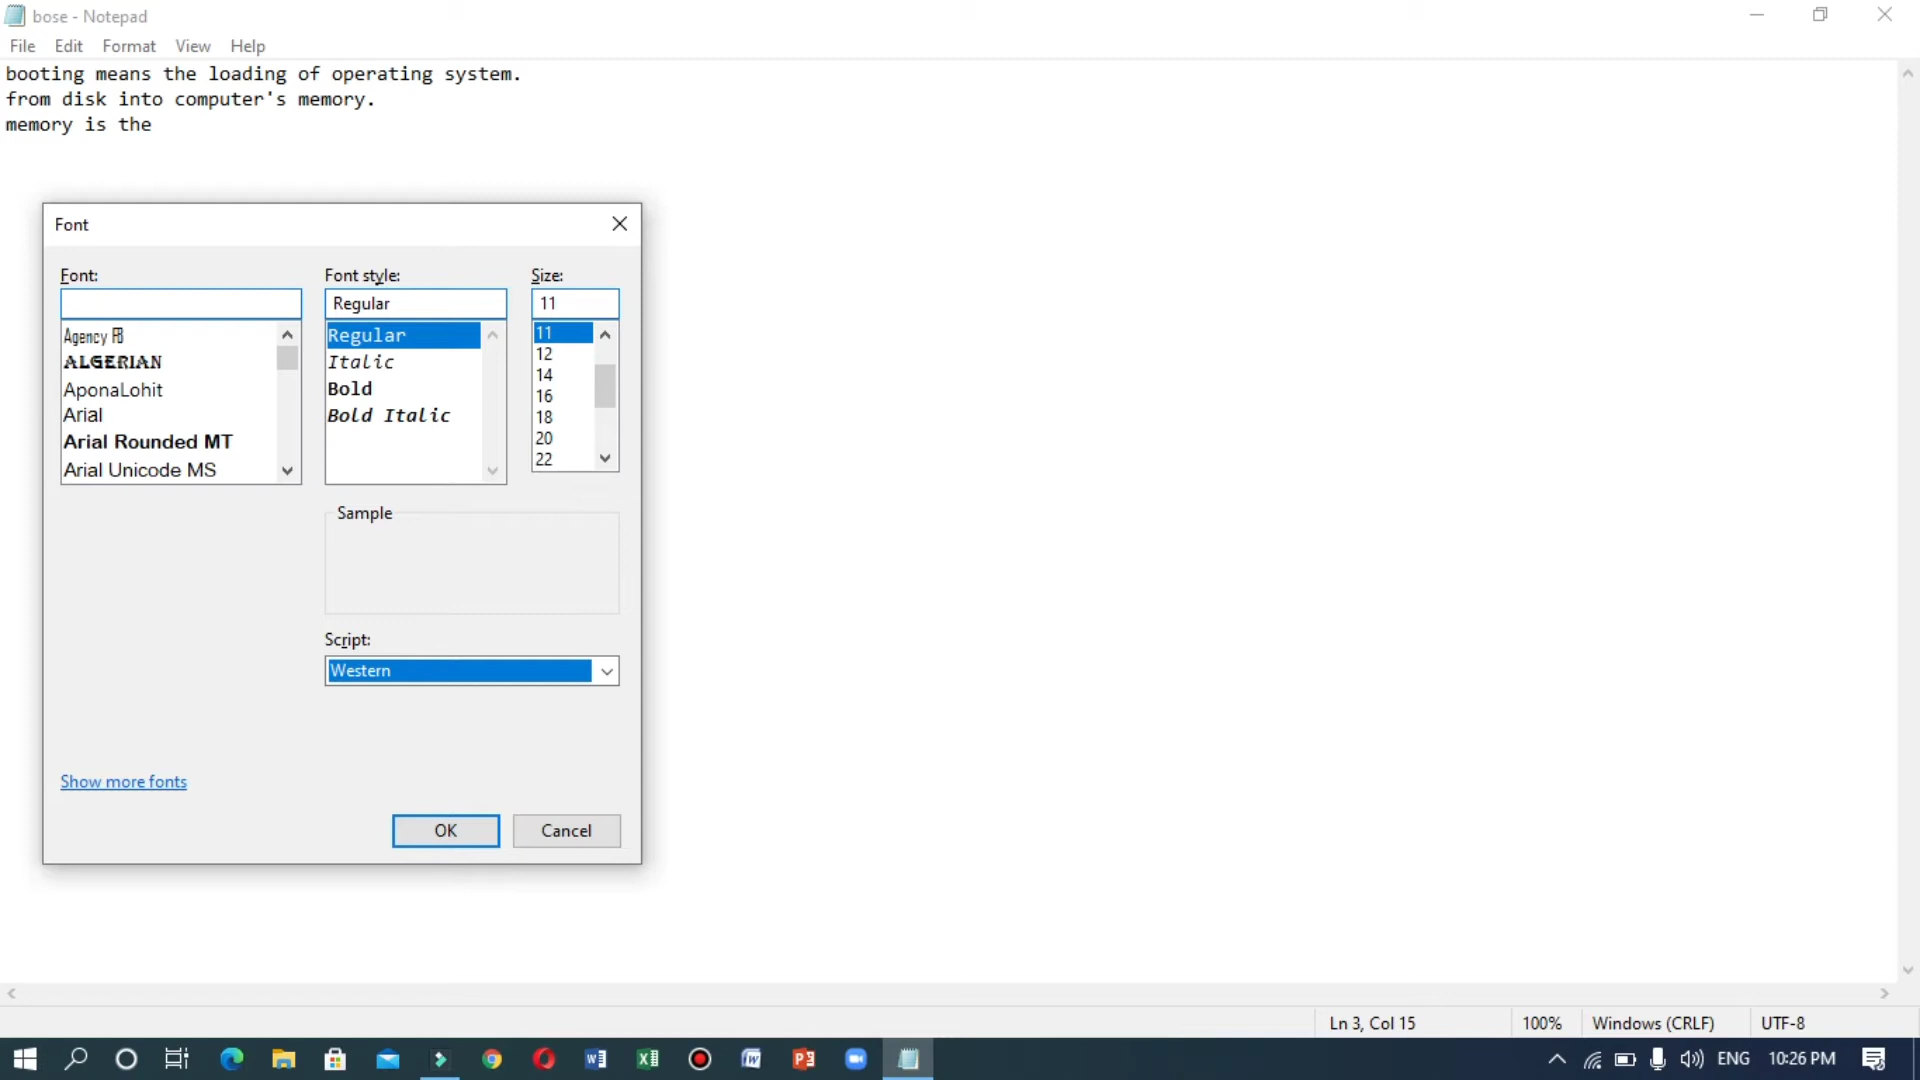 bose - Notepad
File Edit Format View Help
booting means the loading of operating system.
from disk into computer's memory.
memory is the
Font
Font: Font style: Size:
Regular 11
Agency FB Regular 11
ALGERIAN Italic 12
AponaLohit Bold 14
Arial Bold Italic 16
Arial Rounded MT 18
Arial Unicode MS 20
22
Sample
Script:
Western
Show more fonts
OK Cancel
Ln 3, Col 15 100% Windows (CRLF) UTF-8
ENG 10:26 PM